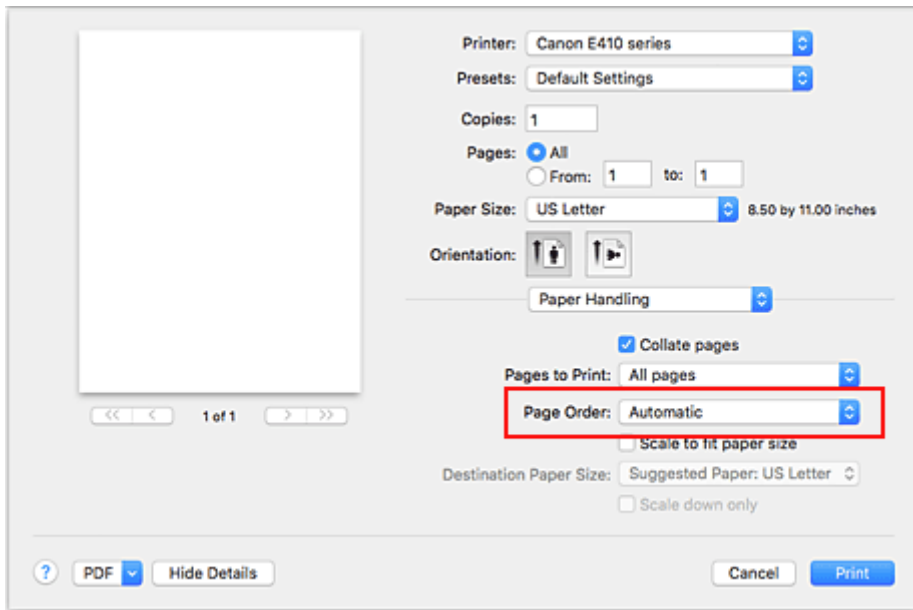 Printer: Canon E410 series
Presets: Default Settings
Copies: 1
Pages: All
From: 1 to: 1
Paper Size: US Letter 8.50 by 11.00 inches
Orientation:
Paper Handling
Collate pages
Pages to Print: All pages
1 of 1
Page Order: Automatic
Scale to fit paper size
Destination Paper Size: Suggested Paper: US Letter
Scale down only
? PDF Hide Details Cancel Print